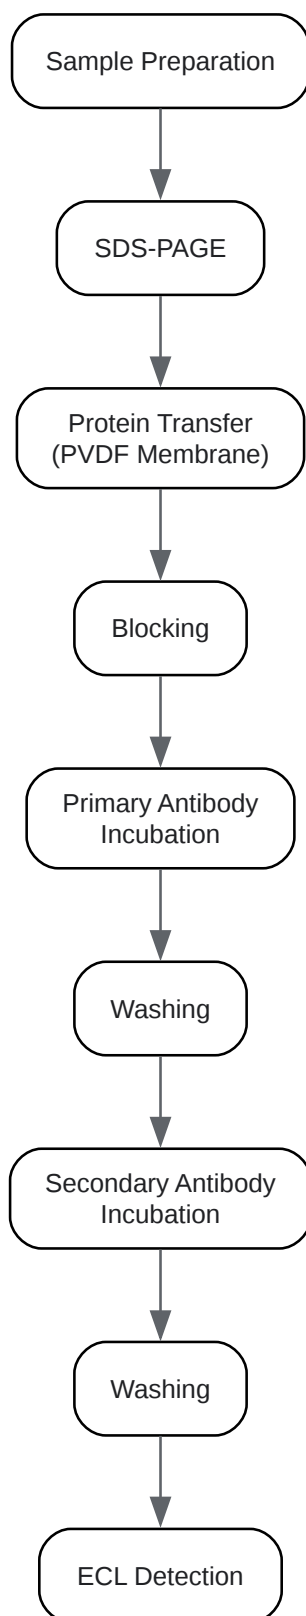 Sample Preparation
SDS-PAGE
Protein Transfer
(PVDF Membrane)
Blocking
Primary Antibody
Incubation
Washing
Secondary Antibody
Incubation
Washing
ECL Detection